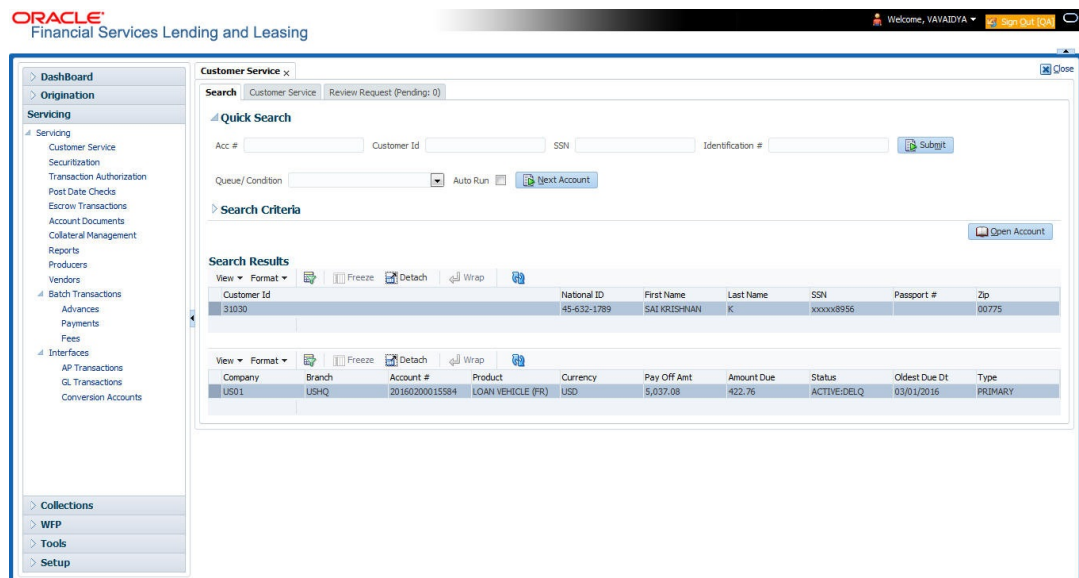 ORACLE®
Financial Services Lending and Leasing
Welcome, VAVAIDYA
Sign Out [QA]
DashBoard
Origination
Servicing
Servicing
Customer Service
Securitization
Transaction Authorization
Post Date Checks
Escrow Transactions
Account Documents
Collateral Management
Reports
Producers
Vendors
Batch Transactions
Advances
Payments
Fees
Interfaces
AP Transactions
GL Transactions
Conversion Accounts
Collections
WFP
Tools
Setup
Customer Service x
Close
Search Customer Service Review Request (Pending: 0)
Quick Search
Acc # Customer Id SSN Identification # Submit
Queue/ Condition Auto Run Next Account
Search Criteria
Open Account
Search Results
View Format Freeze Detach Wrap
Customer Id National ID First Name Last Name SSN Passport # Zip
31030 45-632-1789 SAI KRISHNAN K xxxxx8956 00775
View Format Freeze Detach Wrap
Company Branch Account # Product Currency Pay Off Amt Amount Due Status Oldest Due Dt Type
US01 USHQ 20160200015584 LOAN VEHICLE (FR) USD 5,037.08 422.76 ACTIVE:DELQ 03/01/2016 PRIMARY